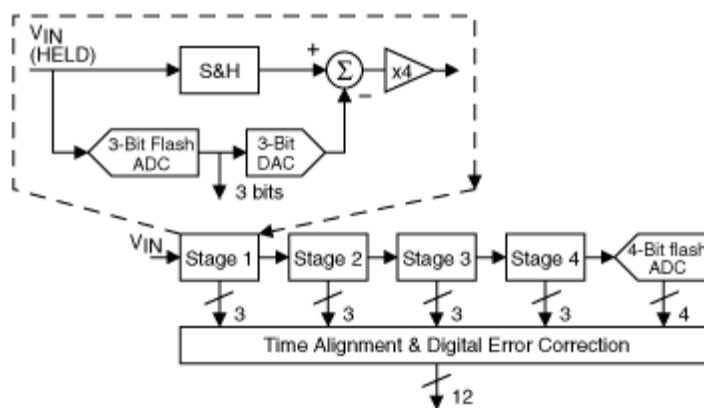 VIN
(HELD)
S&H
+
Σ
−
x4
3-Bit Flash
ADC
3-Bit
DAC
3 bits
VIN
Stage 1
Stage 2
Stage 3
Stage 4
4-Bit flash
ADC
3
3
3
3
4
Time Alignment & Digital Error Correction
12